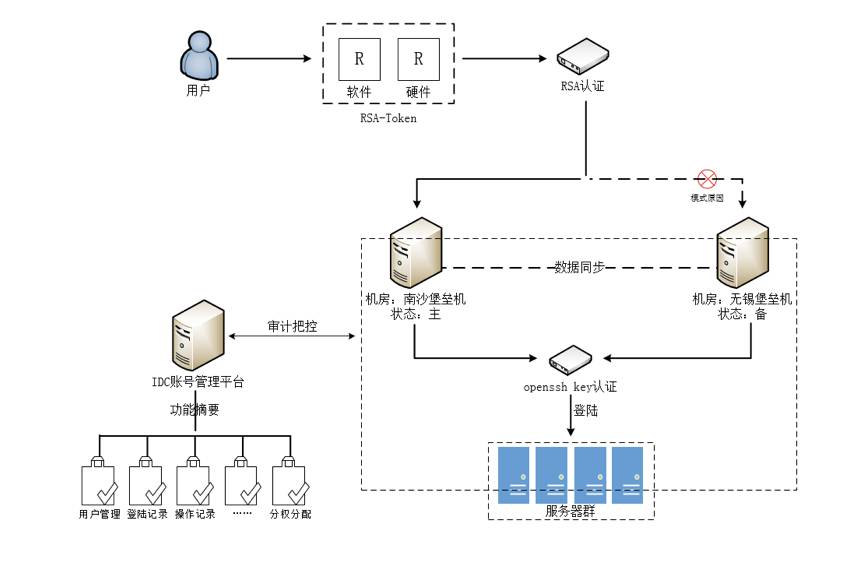 用户
R
R
软件
硬件
RSA-Token
RSA认证
模式原因
数据同步
机房：南沙堡垒机
状态：主
机房：无锡堡垒机
状态：备
审计把控
IDC账号管理平台
功能摘要
openssh key认证
登陆
用户管理
登陆记录
操作记录
……
分权分配
服务器群